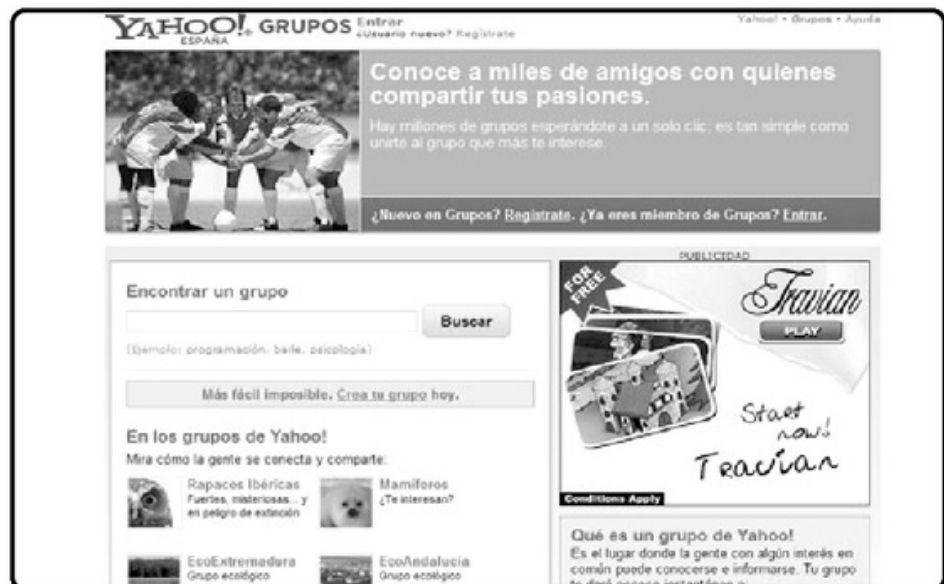 YAHOO! GRUPOS Entrar
ESPAÑA ¿Usuario nuevo? Regístrate
Yahoo! - Grupos - Ayuda
Conoce a miles de amigos con quienes
compartir tus pasiones.
Hay millones de grupos esperándote a un solo clic; es tan simple como
unirte al grupo que más te interese.
¿Nuevo en Grupos? Regístrate. ¿Ya eres miembro de Grupos? Entrar.
Encontrar un grupo
Buscar
(Ejemplo: programación, baile, psicología)
Más fácil imposible. Crea tu grupo hoy.
En los grupos de Yahoo!
Mira cómo la gente se conecta y comparte:
Rapaces Ibéricas
Fuertes, misteriosas... y
en peligro de extinción
Mamíferos
¿Te interesan?
EcoExtremadura
Grupo ecológico
EcoAndalucía
Grupo ecológico
PUBLICIDAD
FOR
FREE
Travian
PLAY
Start
now!
Travian
Conditions Apply
Qué es un grupo de Yahoo!
Es el lugar donde la gente con algún interés en
común puede conocerse e informarse. Tu grupo